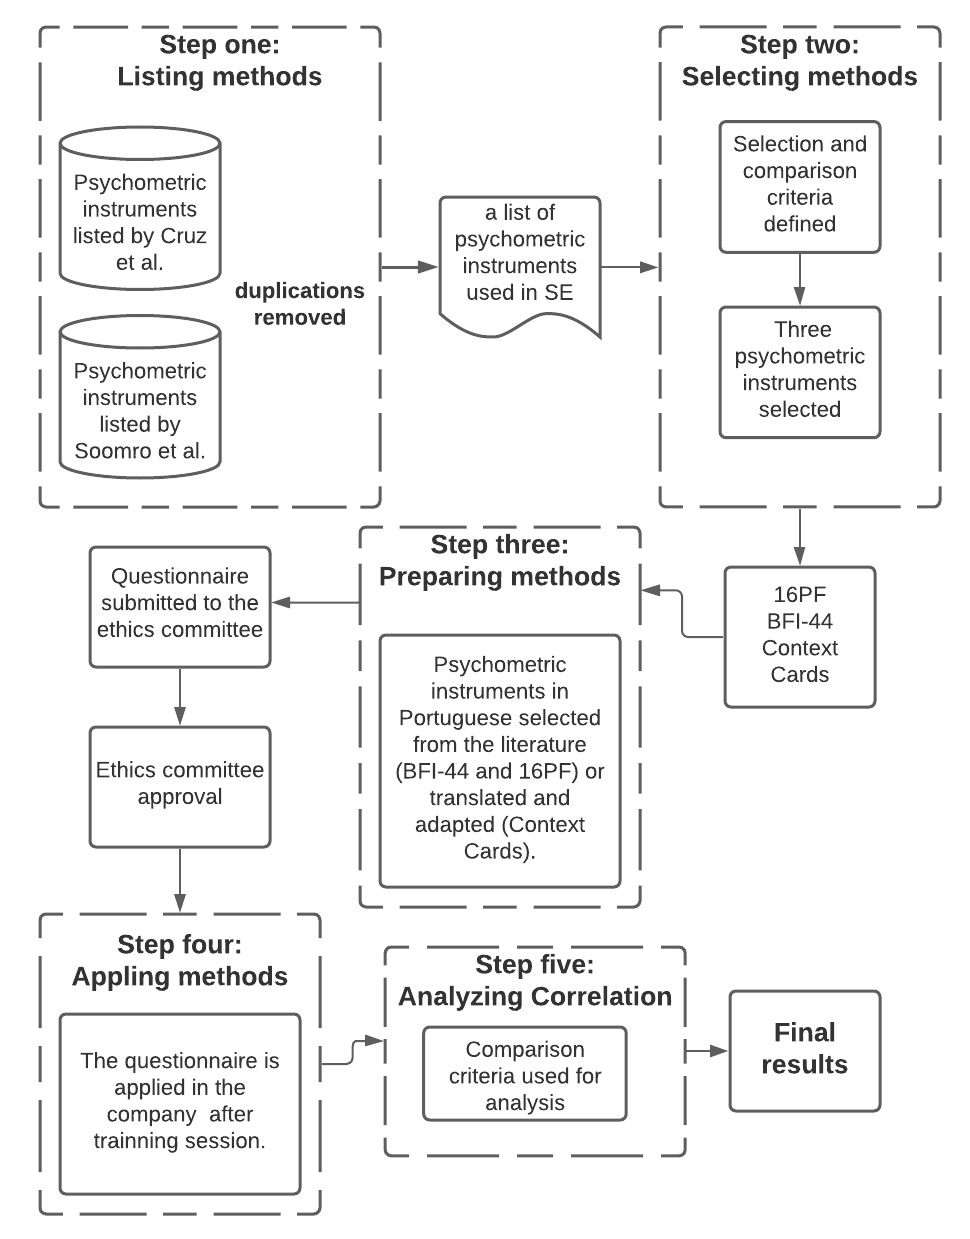 Step one:
Listing methods
Psychometric
instruments
listed by Cruz
et al.
duplications
removed
Psychometric
instruments
listed by
Soomro et al.
a list of
psychometric
instruments
used in SE
Step two:
Selecting methods
Selection and
comparison
criteria
defined
Three
psychometric
instruments
selected
16PF
BFI-44
Context
Cards
Step three:
Preparing methods
Psychometric
instruments in
Portuguese selected
from the literature
(BFI-44 and 16PF) or
translated and
adapted (Context
Cards).
Questionnaire
submitted to the
ethics committee
Ethics committee
approval
Step four:
Appling methods
The questionnaire is
applied in the
company after
trainning session.
Step five:
Analyzing Correlation
Comparison
criteria used for
analysis
Final
results